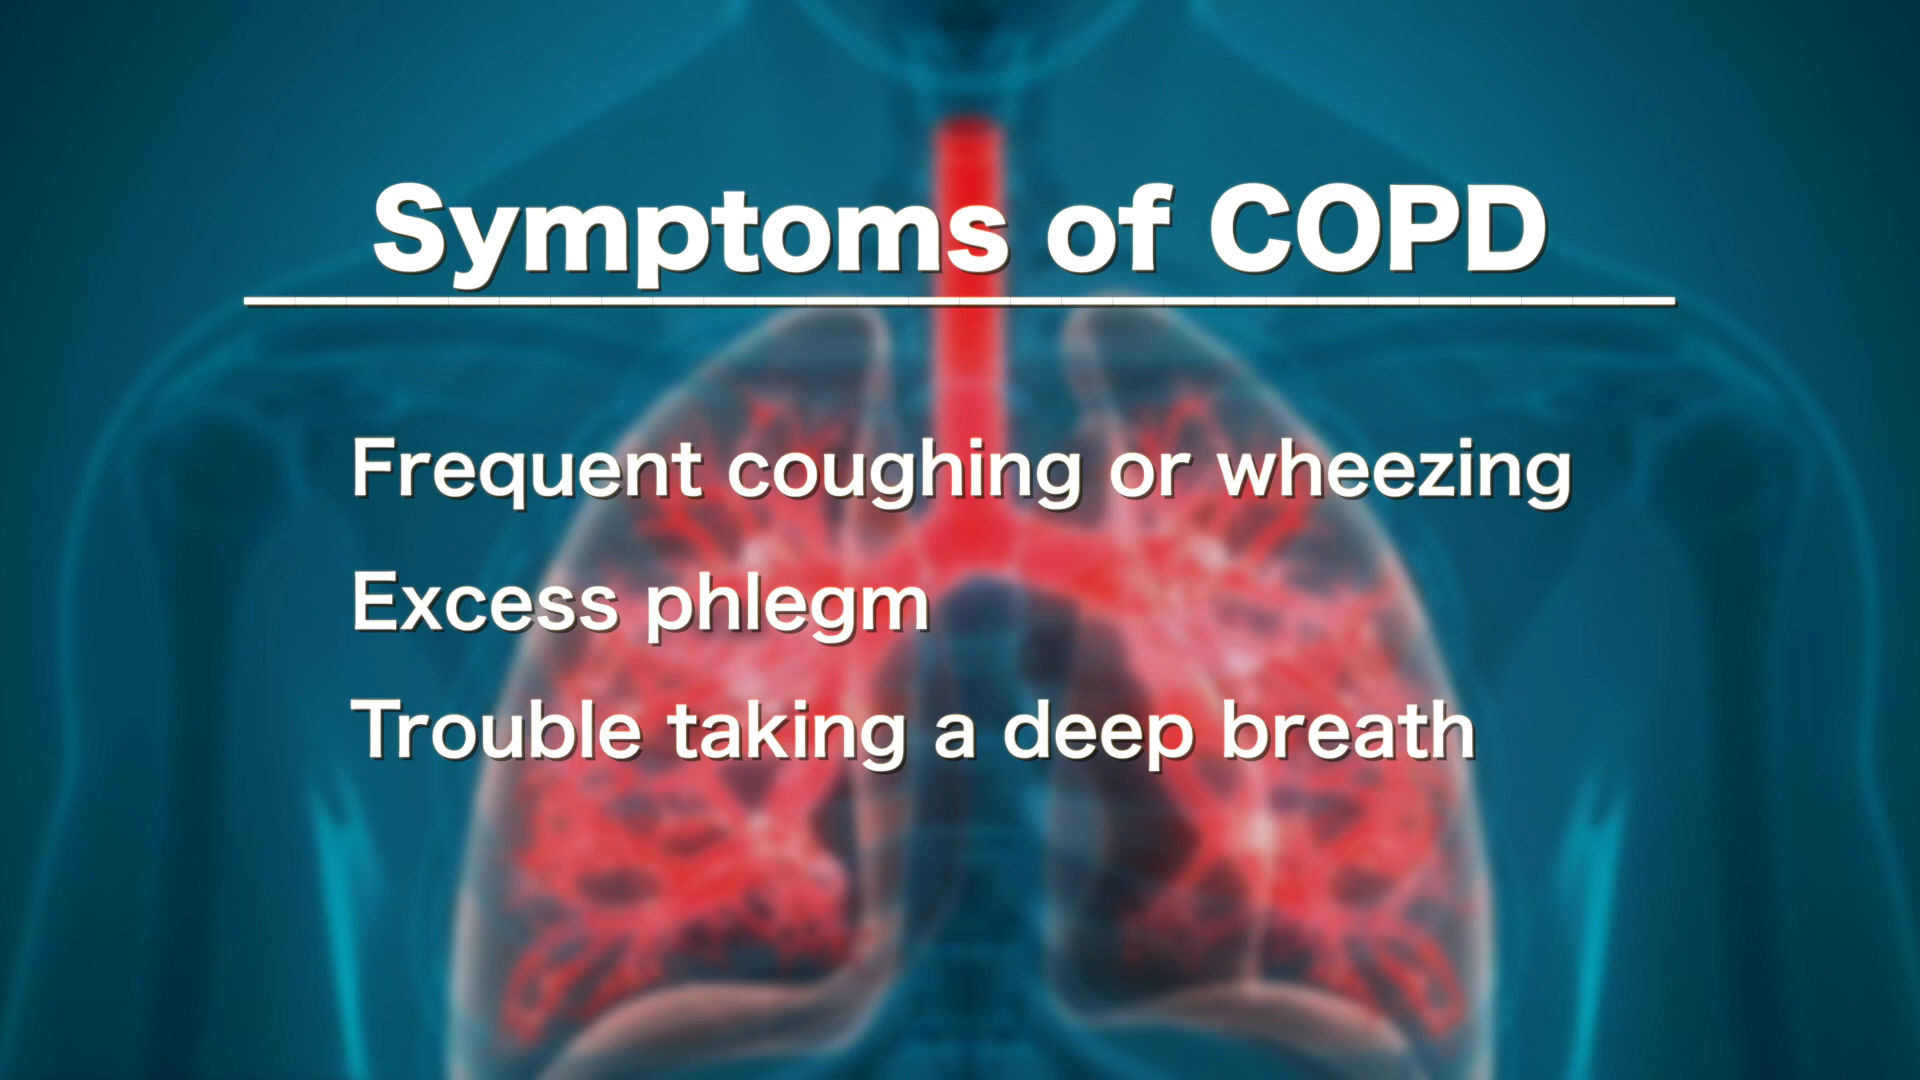 Symptoms of COPD
Frequent coughing or wheezing
Excess phlegm
Trouble taking a deep breath